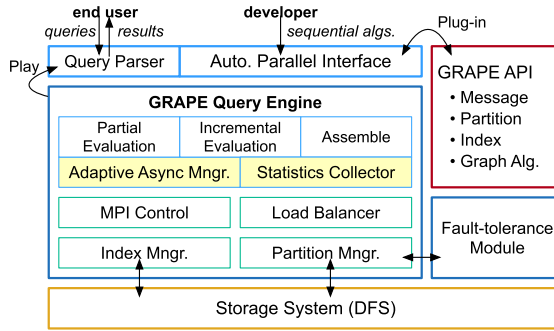 end user
developer
queries
results
sequential algs.
Plug-in
Play
Query Parser
Auto. Parallel Interface
GRAPE API
• Message
• Partition
• Index
• Graph Alg.
GRAPE Query Engine
Partial
Evaluation
Incremental
Evaluation
Assemble
Adaptive Async Mngr.
Statistics Collector
MPI Control
Load Balancer
Index Mngr.
Partition Mngr.
Fault-tolerance
Module
Storage System (DFS)